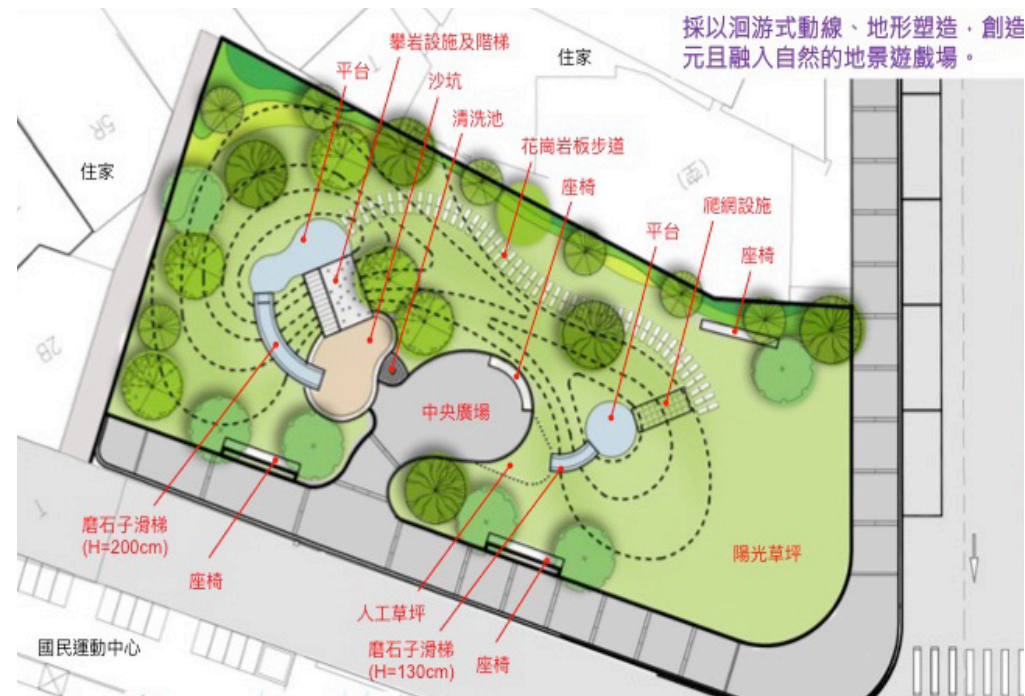 採以洄游式動線、地形塑造，創造
元且融入自然的地景遊戲場。
攀岩設施及階梯
住家
平台
沙坑
清洗池
花崗岩板步道
座椅
(空)
爬網設施
平台
座椅
5R
住家
2B
中央廣場
磨石子滑梯
(H=200cm)
座椅
人工草坪
磨石子滑梯
(H=130cm)
座椅
陽光草坪
國民運動中心